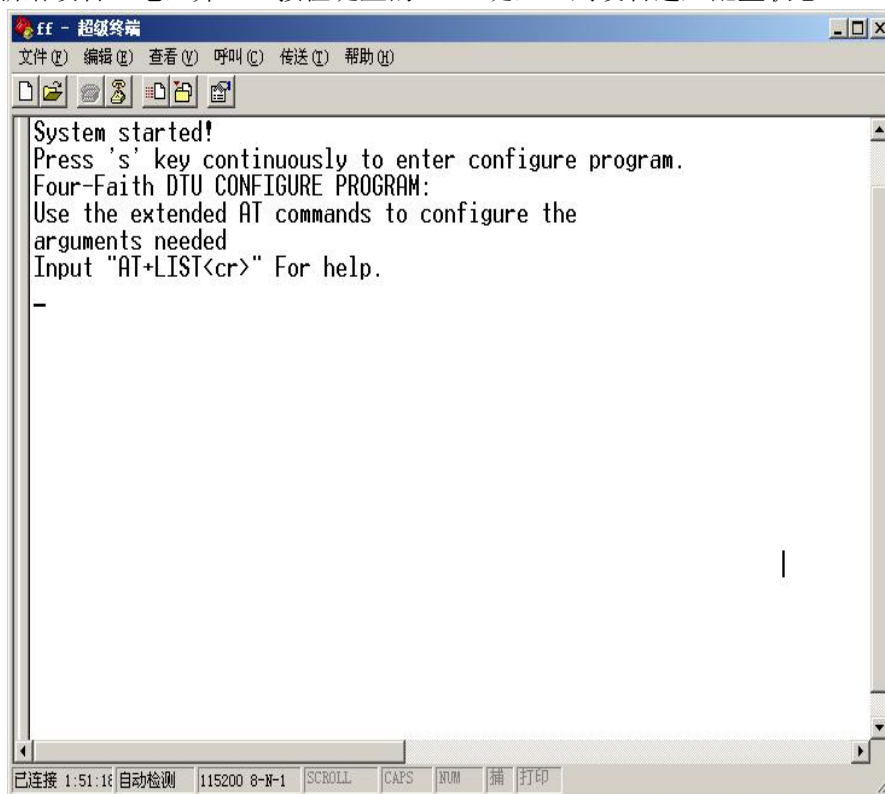 ff - 超级终端
文件(F) 编辑(E) 查看(V) 呼叫(C) 传送(T) 帮助(H)
System started!
Press 's' key continuously to enter configure program.
Four-Faith DTU CONFIGURE PROGRAM:
Use the extended AT commands to configure the
arguments needed
Input "AT+LIST<cr>" For help.
已连接 1:51:18 自动检测 115200 8-N-1 SCROLL CAPS NUM 捕 打印